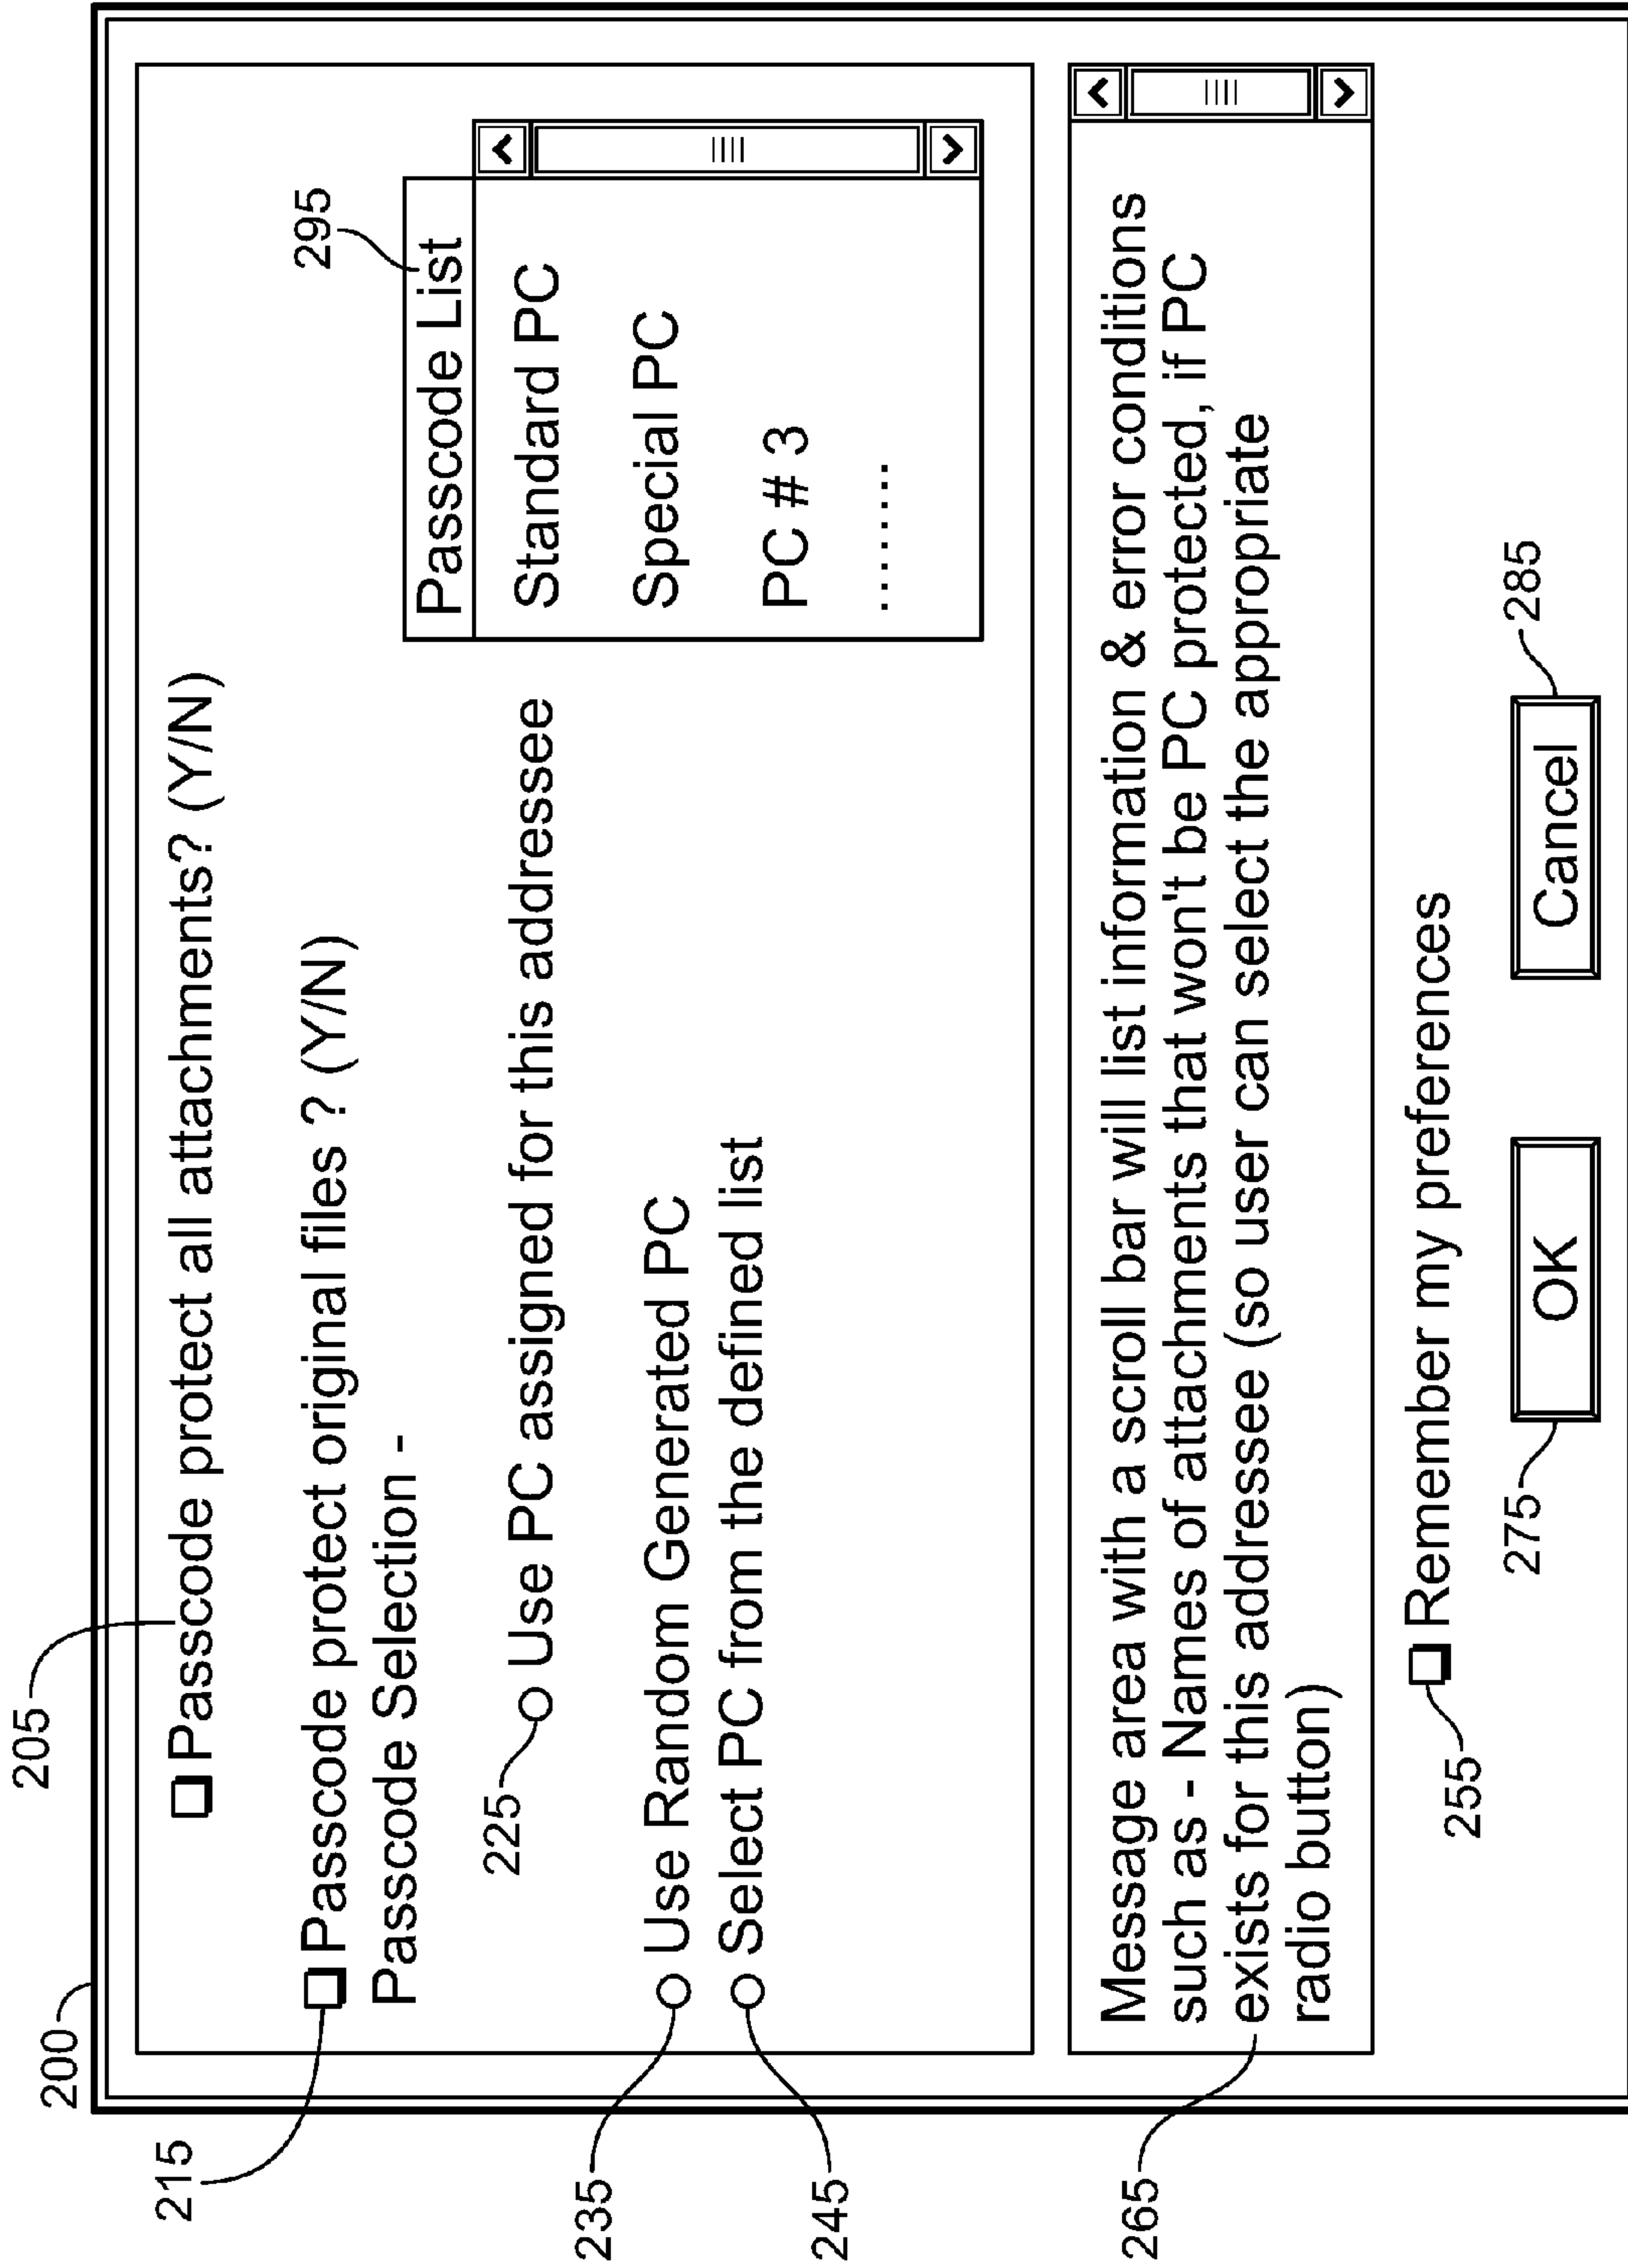 200
205
Passcode protect all attachments? (Y/N)
215
Passcode protect original files ? (Y/N)
Passcode Selection -
295
Passcode List
Standard PC
Special PC
PC # 3
.......
225
Use PC assigned for this addressee
235
Use Random Generated PC
245
Select PC from the defined list
265
Message area with a scroll bar will list information & error conditions
such as - Names of attachments that won't be PC protected, if PC
exists for this addressee (so user can select the appropriate
radio button)
255
Remember my preferences
275
OK
Cancel
285